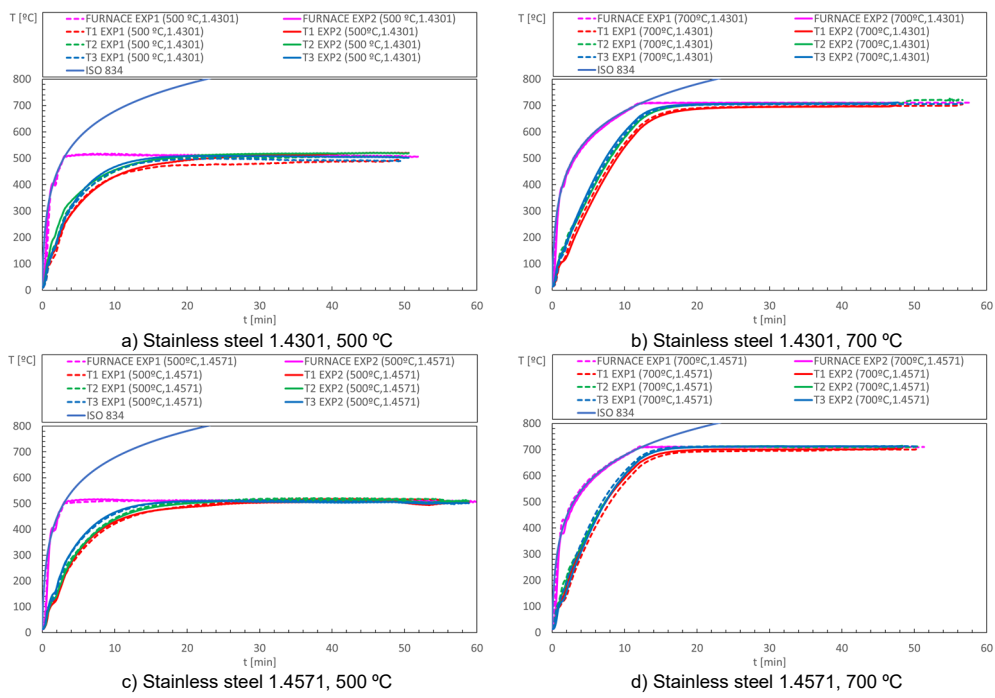 T [ºC]
FURNACE EXP1 (500 ºC,1.4301)
FURNACE EXP2 (500 ºC,1.4301)
T1 EXP1 (500 ºC,1.4301)
T1 EXP2 (500ºC,1.4301)
T2 EXP1 (500 ºC,1.4301)
T2 EXP2 (500 ºC,1.4301)
T3 EXP1 (500 ºC,1.4301)
T3 EXP2 (500 ºC,1.4301)
ISO 834
800
700
600
500
400
300
200
100
0
0 10 20 30 40 50 60
t [min]
a) Stainless steel 1.4301, 500 ºC
T [ºC]
FURNACE EXP1 (700ºC,1.4301)
FURNACE EXP2 (700ºC,1.4301)
T1 EXP1 (700ºC,1.4301)
T1 EXP2 (700ºC,1.4301)
T2 EXP1 (700ºC,1.4301)
T2 EXP2 (700ºC,1.4301)
T3 EXP1 (700ºC,1.4301)
T3 EXP2 (700ºC,1.4301)
ISO 834
800
700
600
500
400
300
200
100
0
0 10 20 30 40 50 60
t [min]
b) Stainless steel 1.4301, 700 ºC
T [ºC]
FURNACE EXP1 (500ºC,1.4571)
FURNACE EXP2 (500ºC,1.4571)
T1 EXP1 (500ºC,1.4571)
T1 EXP2 (500ºC,1.4571)
T2 EXP1 (500ºC,1.4571)
T2 EXP2 (500ºC,1.4571)
T3 EXP1 (500ºC,1.4571)
T3 EXP2 (500ºC,1.4571)
ISO 834
800
700
600
500
400
300
200
100
0
0 10 20 30 40 50 60
t [min]
c) Stainless steel 1.4571, 500 ºC
T [ºC]
FURNACE EXP1 (700ºC,1.4571)
FURNACE EXP2 (700ºC,1.4571)
T1 EXP1 (700ºC,1.4571)
T1 EXP2 (700ºC,1.4571)
T2 EXP1 (700ºC,1.4571)
T2 EXP2 (700ºC,1.4571)
T3 EXP1 (700ºC,1.4571)
T3 EXP2 (700ºC,1.4571)
ISO 834
800
700
600
500
400
300
200
100
0
0 10 20 30 40 50 60
t [min]
d) Stainless steel 1.4571, 700 ºC